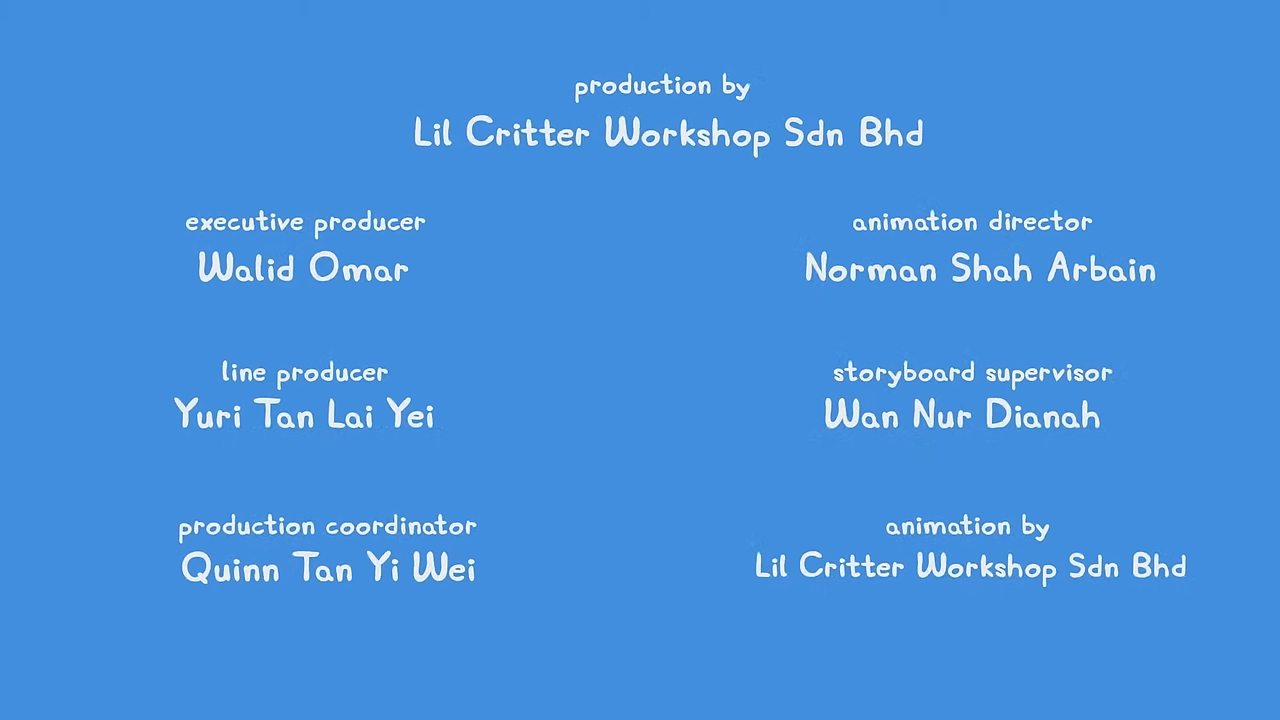 production by
Lil Critter Workshop Sdn Bhd
executive producer
Walid Omar
animation director
Norman Shah Arbain
line producer
Yuri Tan Lai Yei
storyboard supervisor
Wan Nur Dianah
production coordinator
Quinn Tan Yi Wei
animation by
Lil Critter Workshop Sdn Bhd